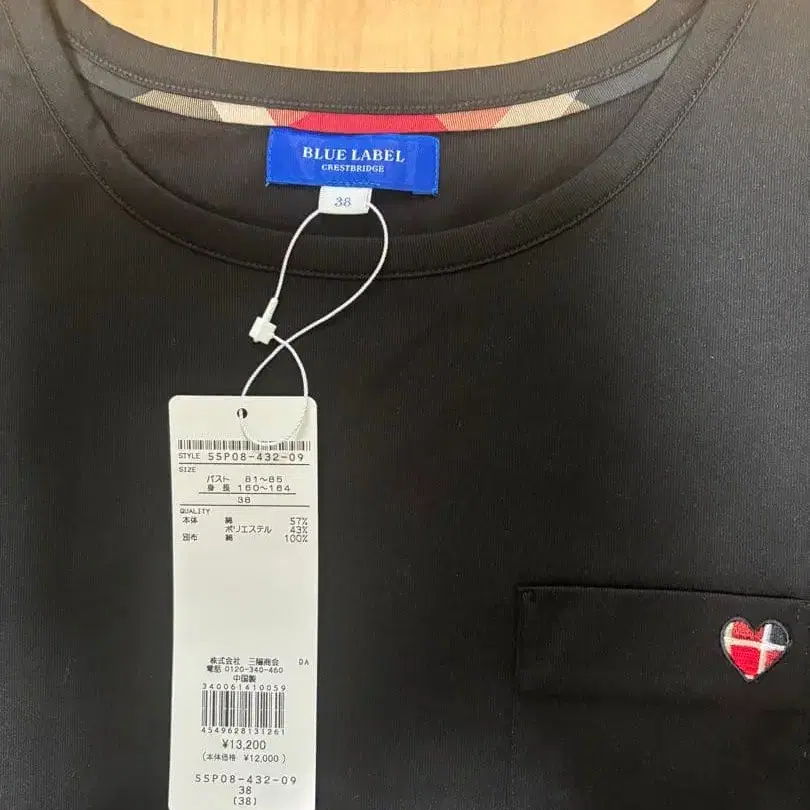 BLUE LABEL
CRESTBRIDGE
38
STYLE 55P08-432-09
SIZE
バスト 81~85
身長 160~164
38
QUALITY
本体 綿 57%
ポリエステル 43%
別布 綿 100%
株式会社 三陽商会 DA
電話 0120-340-460
中国製
340061410059
4549628131261
¥13,200
(本体価格 ¥12,000)
55P08-432-09
38
(38)